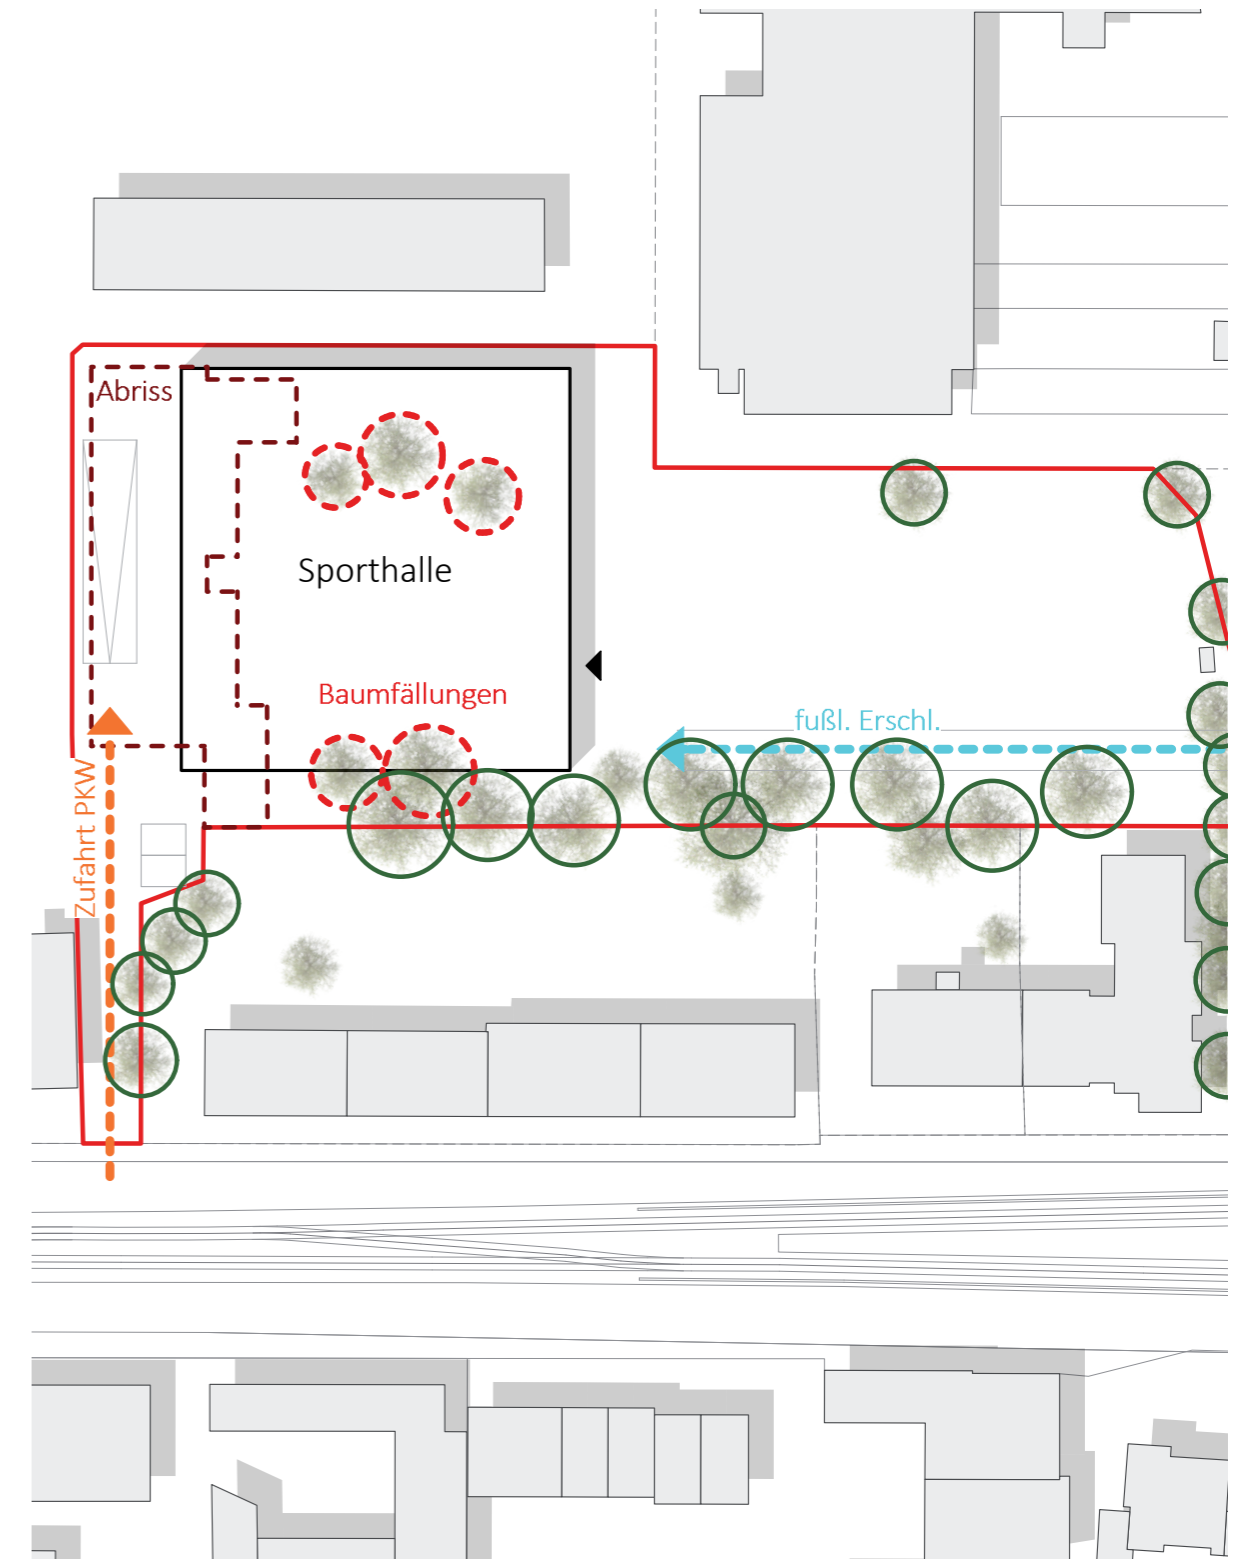 Abriss
Sporthalle
Baumfällungen
fußl. Erschl.
Zufahrt PKW